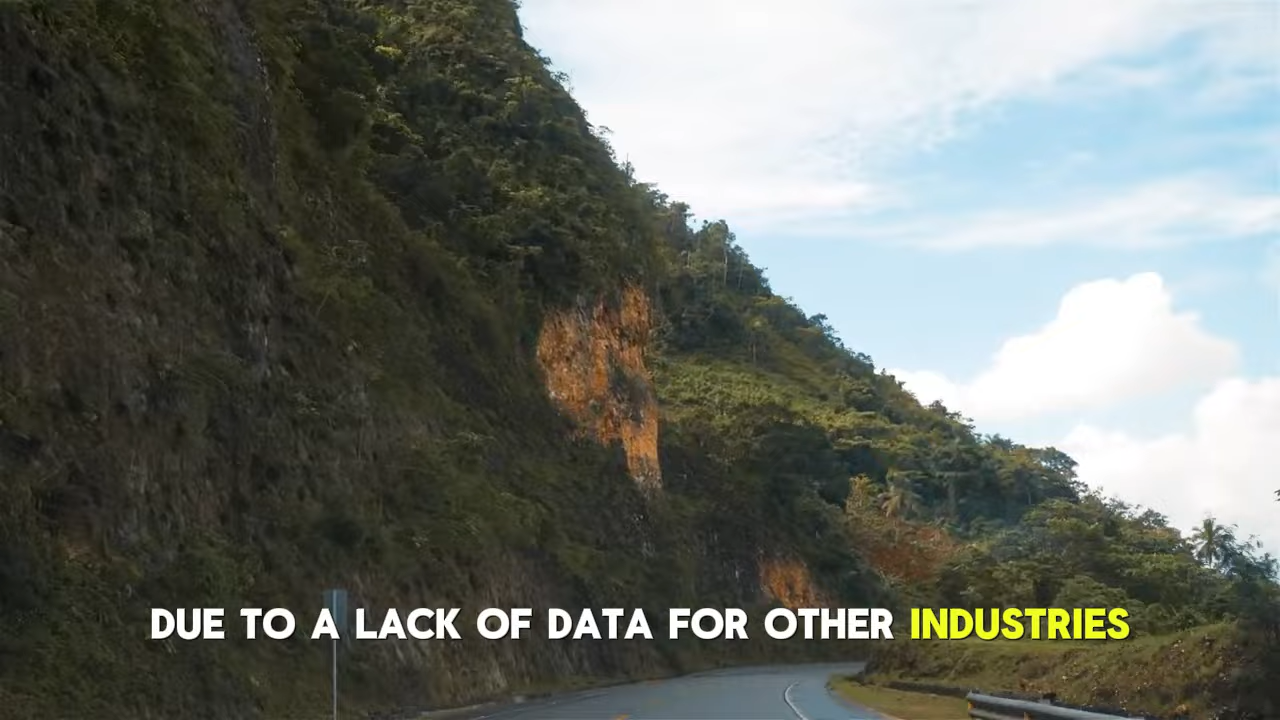 DUE TO A LACK OF DATA FOR OTHER INDUSTRIES